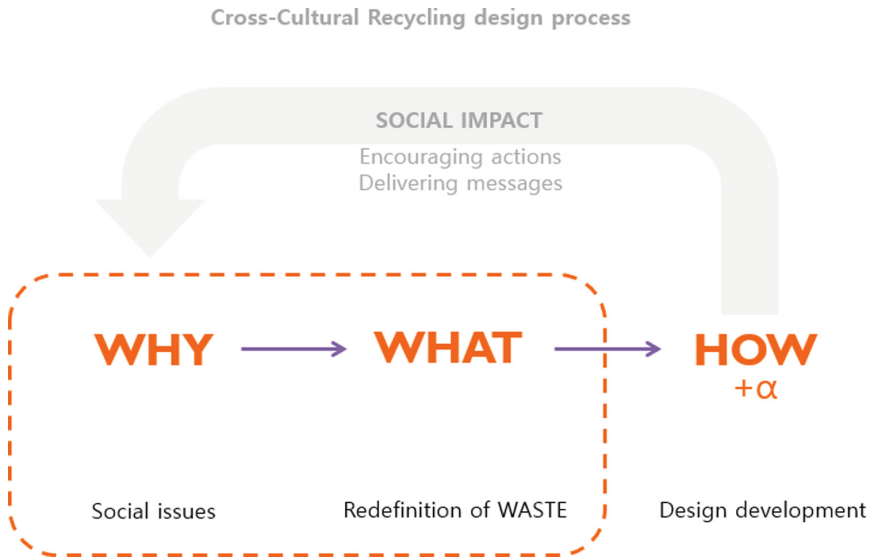 Cross-Cultural Recycling design process
SOCIAL IMPACT
Encouraging actions
Delivering messages
WHY
WHAT
HOW
+α
Social issues
Redefinition of WASTE
Design development